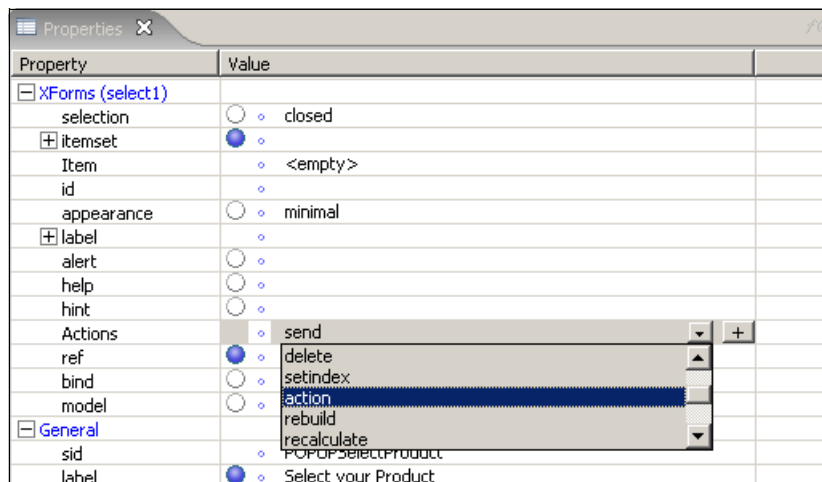 Properties
Property Value
XForms (select1)
selection closed
itemset
Item <empty>
id
appearance minimal
label
alert
help
hint
Actions send +
ref delete
setindex
bind
action
model
rebuild
General
recalculate
sid POPUPSelectProduct
label Select your Product